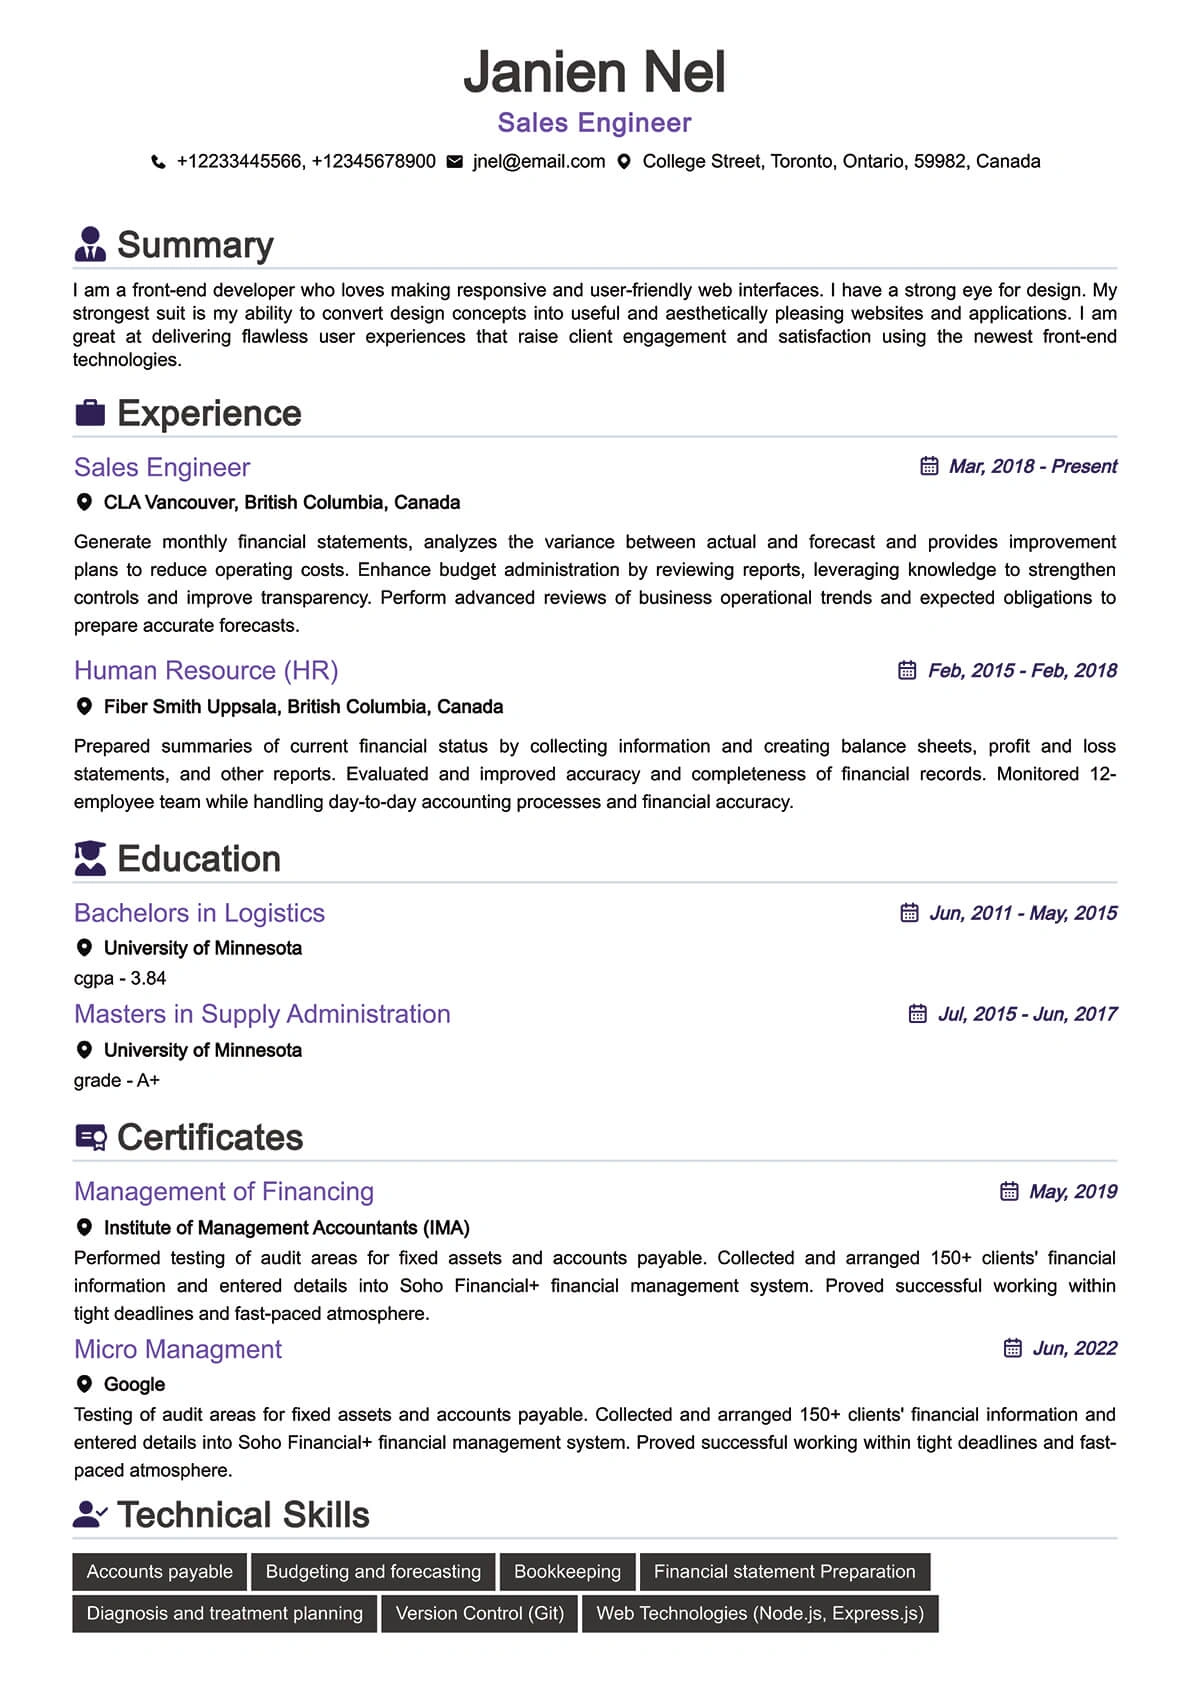 Janien Nel
Sales Engineer
+12233445566, +12345678900 jnel@email.com College Street, Toronto, Ontario, 59982, Canada
Summary
I am a front-end developer who loves making responsive and user-friendly web interfaces. I have a strong eye for design. My
strongest suit is my ability to convert design concepts into useful and aesthetically pleasing websites and applications. I am
great at delivering flawless user experiences that raise client engagement and satisfaction using the newest front-end
technologies.
Experience
Sales Engineer Mar, 2018 - Present
CLA Vancouver, British Columbia, Canada
Generate monthly financial statements, analyzes the variance between actual and forecast and provides improvement
plans to reduce operating costs. Enhance budget administration by reviewing reports, leveraging knowledge to strengthen
controls and improve transparency. Perform advanced reviews of business operational trends and expected obligations to
prepare accurate forecasts.
Human Resource (HR) Feb, 2015 - Feb, 2018
Fiber Smith Uppsala, British Columbia, Canada
Prepared summaries of current financial status by collecting information and creating balance sheets, profit and loss
statements, and other reports. Evaluated and improved accuracy and completeness of financial records. Monitored 12-
employee team while handling day-to-day accounting processes and financial accuracy.
Education
Bachelors in Logistics Jun, 2011 - May, 2015
University of Minnesota
cgpa - 3.84
Masters in Supply Administration Jul, 2015 - Jun, 2017
University of Minnesota
grade - A+
Certificates
Management of Financing May, 2019
Institute of Management Accountants (IMA)
Performed testing of audit areas for fixed assets and accounts payable. Collected and arranged 150+ clients' financial
information and entered details into Soho Financial+ financial management system. Proved successful working within
tight deadlines and fast-paced atmosphere.
Micro Managment Jun, 2022
Google
Testing of audit areas for fixed assets and accounts payable. Collected and arranged 150+ clients' financial information and
entered details into Soho Financial+ financial management system. Proved successful working within tight deadlines and fast-
paced atmosphere.
Technical Skills
Accounts payable Budgeting and forecasting Bookkeeping Financial statement Preparation
Diagnosis and treatment planning Version Control (Git) Web Technologies (Node.js, Express.js)